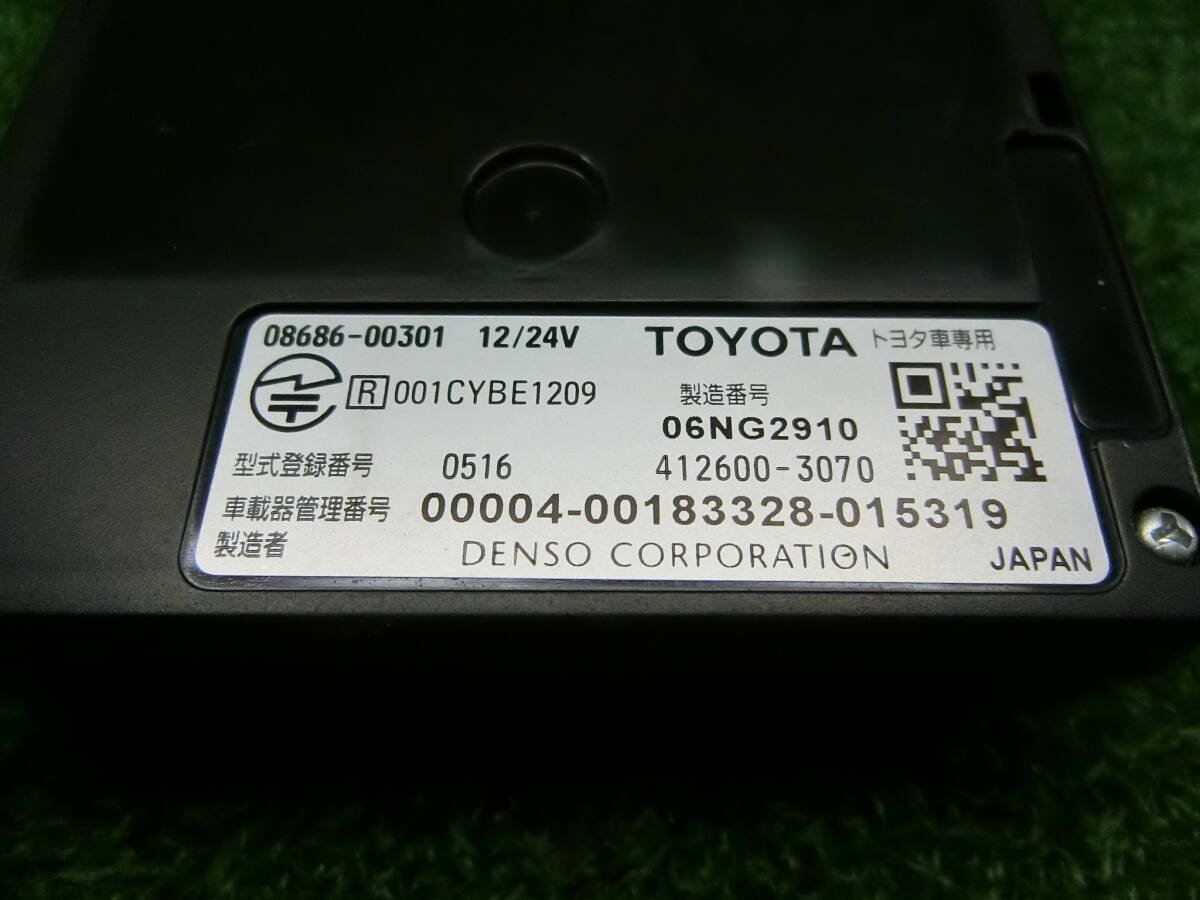 08686-00301 12/24V TOYOTA トヨタ車専用
R 001CYBE1209 製造番号
06NG2910
型式登録番号 0516 412600-3070
車載器管理番号 00004-00183328-015319
製造者 DENSO CORPORATION JAPAN